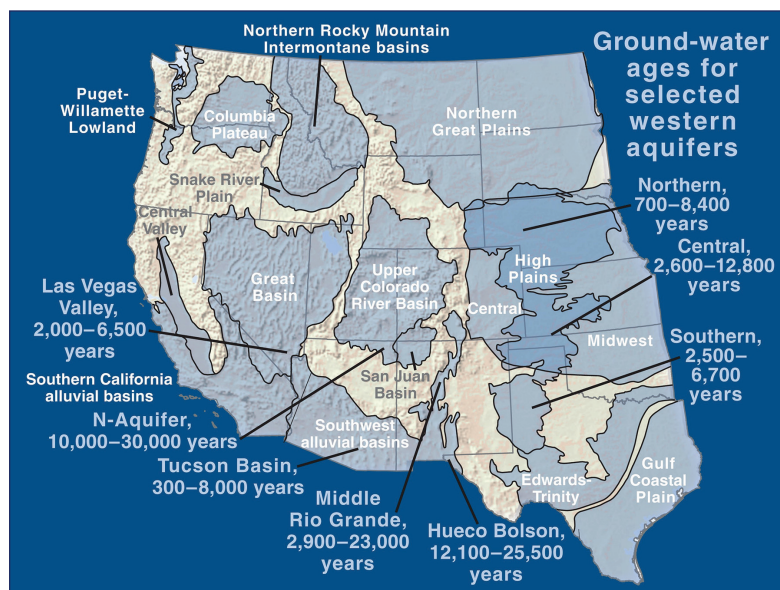 Northern Rocky Mountain
Intermontane basins
Ground-water
ages for
selected
western
aquifers
Puget-
Willamette
Lowland
Columbia
Plateau
Northern
Great Plains
Snake River
Plain
Central
Valley
Northern,
700–8,400
years
Central,
2,600–12,800
years
High
Plains
Great
Basin
Upper
Colorado
River Basin
Central
Midwest
Las Vegas
Valley,
2,000–6,500
years
Southern,
2,500–
6,700
years
Southern California
alluvial basins
San Juan
Basin
N-Aquifer,
10,000–30,000 years
Southwest
alluvial basins
Tucson Basin,
300–8,000 years
Edwards-
Trinity
Gulf
Coastal
Plain
Middle
Rio Grande,
2,900–23,000
years
Hueco Bolson,
12,100–25,500
years